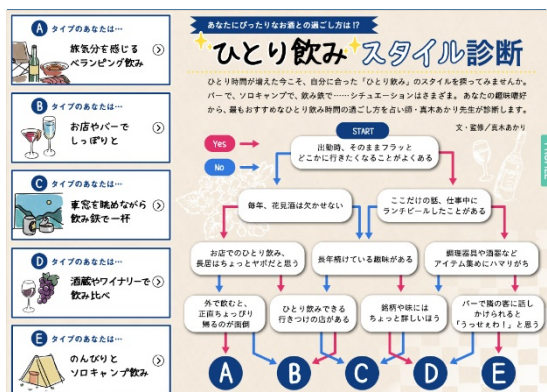 A タイプのあなたは…
旅気分を感じる
ベランピング飲み
B タイプのあなたは…
お店やバーで
しっぽりと
C タイプのあなたは…
車窓を眺めながら
飲み鉄で一杯
D タイプのあなたは…
酒蔵やワイナリーで
飲み比べ
E タイプのあなたは…
のんびりと
ソロキャンプ飲み
あなたにぴったりなお酒との過ごし方は!?
ひとり飲みスタイル診断
ひとり時間が増えた今こそ、自分に合った「ひとり飲み」のスタイルを探ってみませんか。
バーで、ソロキャンプで、飲み鉄で……シチュエーションはさまざま。あなたの趣味嗜好
から、最もおすすめなひとり飲み時間の過ごし方を占い師・真木あかり先生が診断します。
文・監修/真木あかり
Yes
No
START
出勤時、そのままフラッと
どこかに行きたくなることがよくある
毎年、花見酒は欠かせない
ここだけの話、仕事中に
ランチビールしたことがある
お店でのひとり飲み、
長居はちょっとヤボだと思う
長年続けている趣味がある
調理器具や酒器など
アイテム集めにハマりがち
外で飲むと、
正直ちょっぴり
帰るのが面倒
ひとり飲みできる
行きつけの店がある
銘柄や味には
ちょっと詳しいほう
バーで隣の客に話し
かけられると
「うっせぇわ!」と思う
A
B
C
D
E